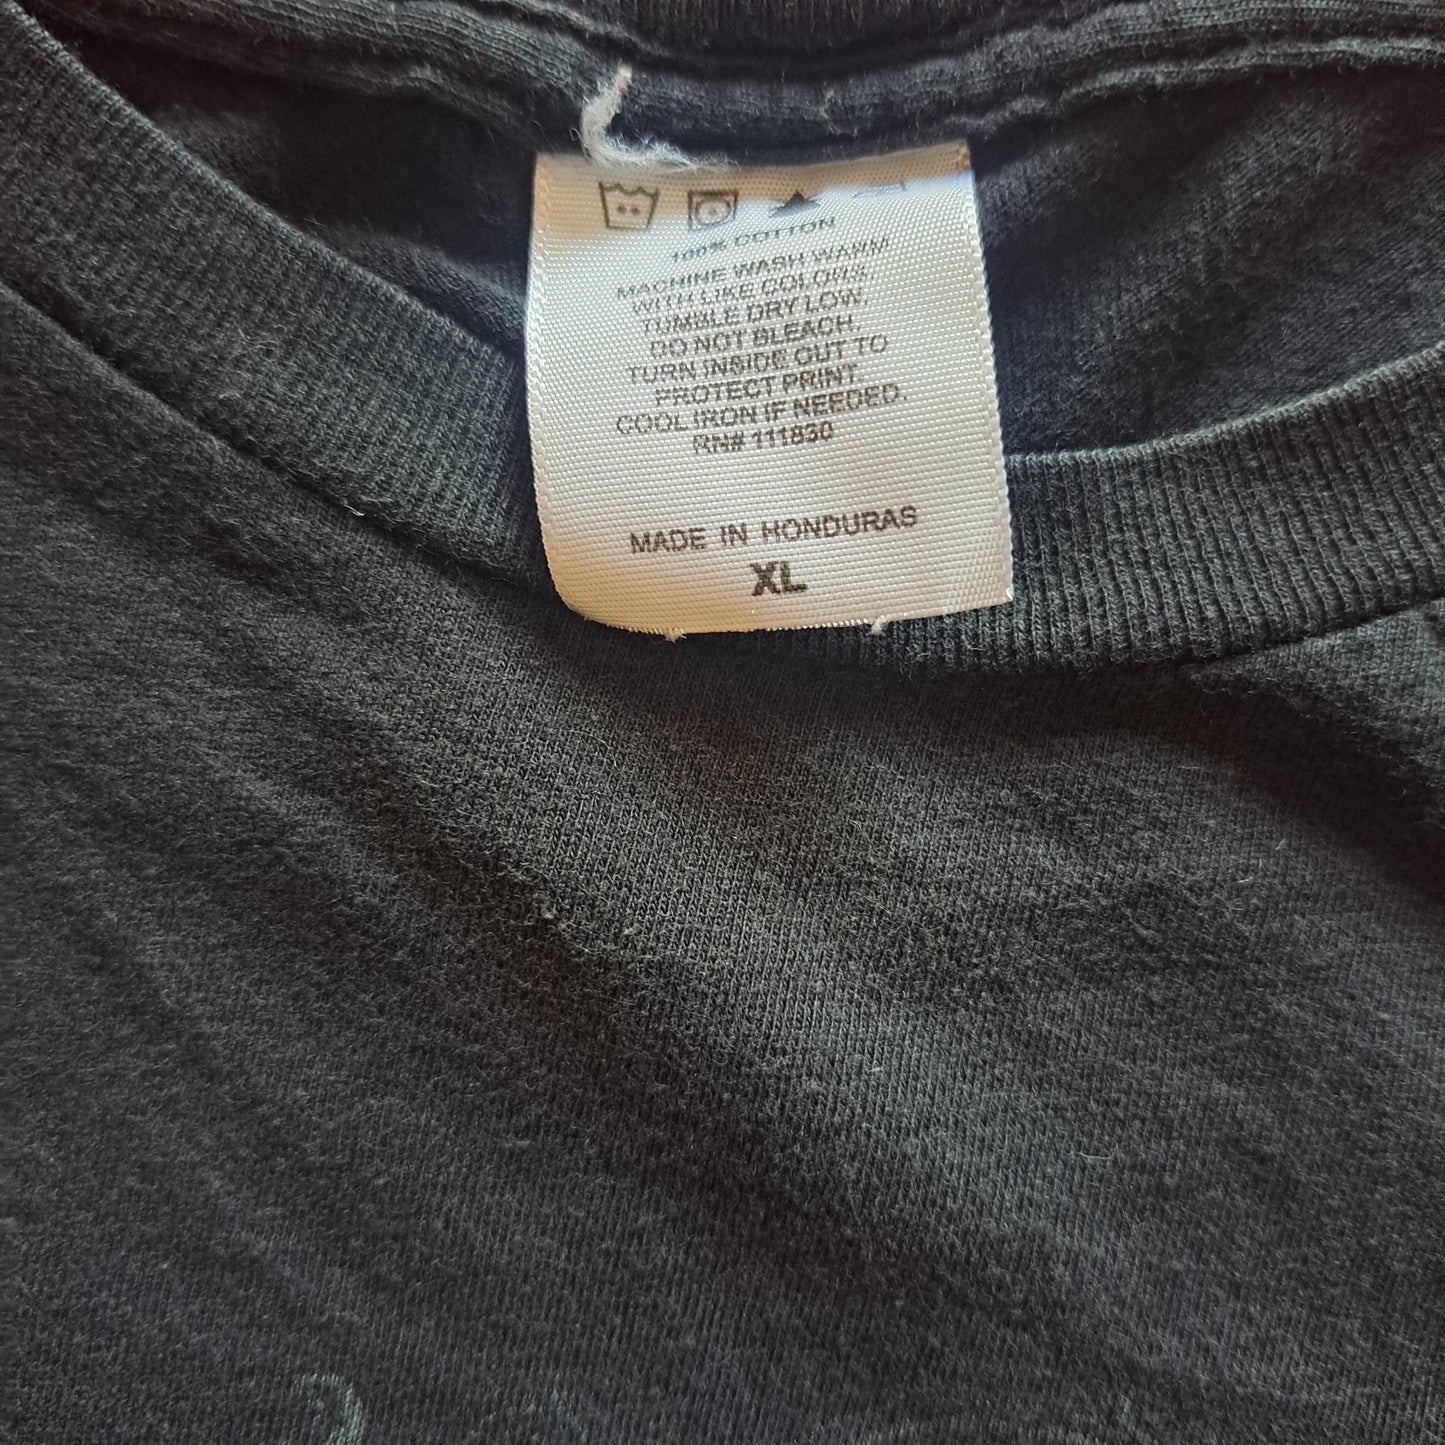 100% COTTON
MACHINE WASH WARM
WITH LIKE COLORS.
TUMBLE DRY LOW.
DO NOT BLEACH.
TURN INSIDE OUT TO
PROTECT PRINT
COOL IRON IF NEEDED.
RN# 111830
MADE IN HONDURAS
XL